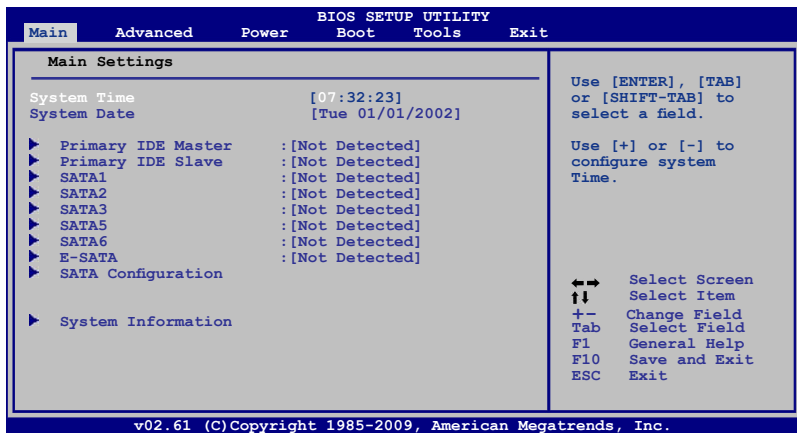 BIOS SETUP UTILITY
Main Advanced Power Boot Tools Exit
Main Settings
System Time [07:32:23]
System Date [Tue 01/01/2002]
Primary IDE Master :[Not Detected]
Primary IDE Slave :[Not Detected]
SATA1 :[Not Detected]
SATA2 :[Not Detected]
SATA3 :[Not Detected]
SATA5 :[Not Detected]
SATA6 :[Not Detected]
E-SATA :[Not Detected]
SATA Configuration
System Information
Use [ENTER], [TAB]
or [SHIFT-TAB] to
select a field.
Use [+] or [-] to
configure system
Time.
←→ Select Screen
↑↓ Select Item
+- Change Field
Tab Select Field
F1 General Help
F10 Save and Exit
ESC Exit
v02.61 (C)Copyright 1985-2009, American Megatrends, Inc.